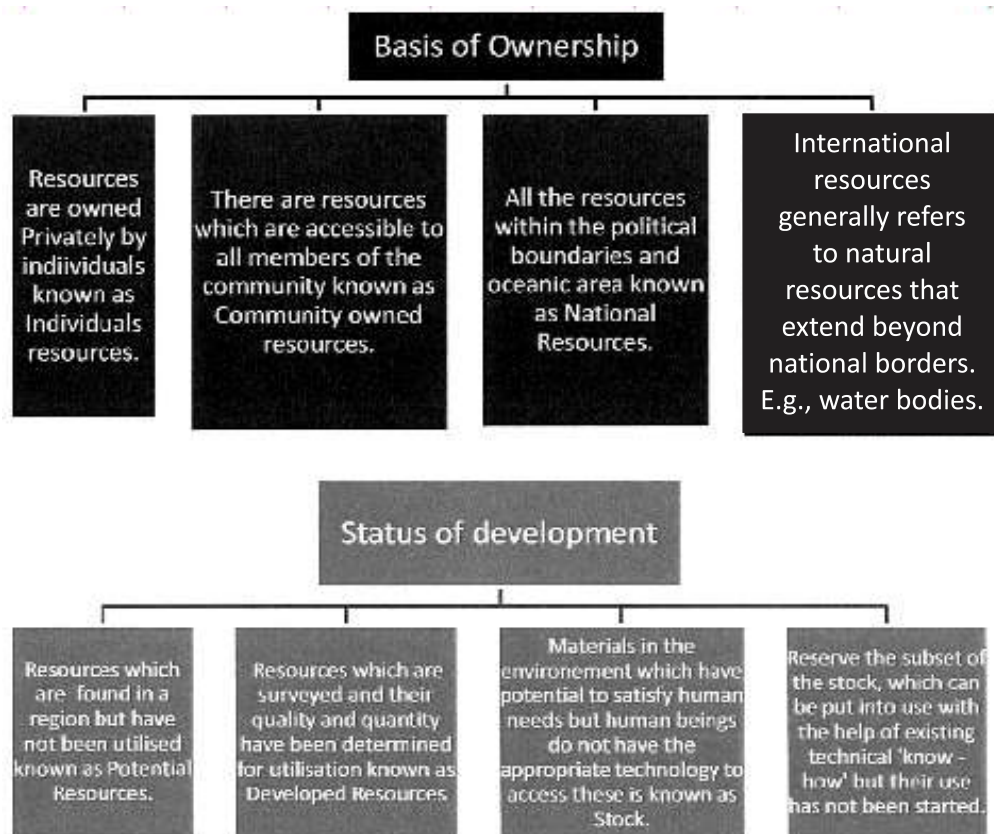 Basis of Ownership
Resources
are owned
Privately by
indiividuals
known as
Individuals
resources.
There are resources
which are accessible to
all members of the
community known as
Community owned
resources.
All the resources
within the political
boundaries and
oceanic area known
as National
Resources.
International
resources
generally refers
to natural
resources that
extend beyond
national borders.
E.g., water bodies.
Status of development
Resources which
are found in a
region but have
not been utilised
known as Potential
Resources.
Resources which are
surveyed and their
quality and quantity
have been determined
for utilisation known as
Developed Resources
Materials in the
environement which have
potential to satisfy human
needs but human beings
do not have the
appropriate technology to
access these is known as
Stock.
Reserve the subset of
the stock, which can
be put into use with
the help of existing
technical 'know -
how' but their use
has not been started.